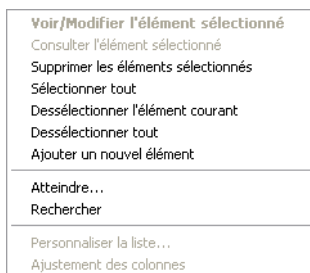 Voir/Modifier l'élément sélectionné
Consulter l'élément sélectionné
Supprimer les éléments sélectionnés
Sélectionner tout
Dessélectionner l'élément courant
Dessélectionner tout
Ajouter un nouvel élément
Atteindre...
Rechercher
Personnaliser la liste...
Ajustement des colonnes